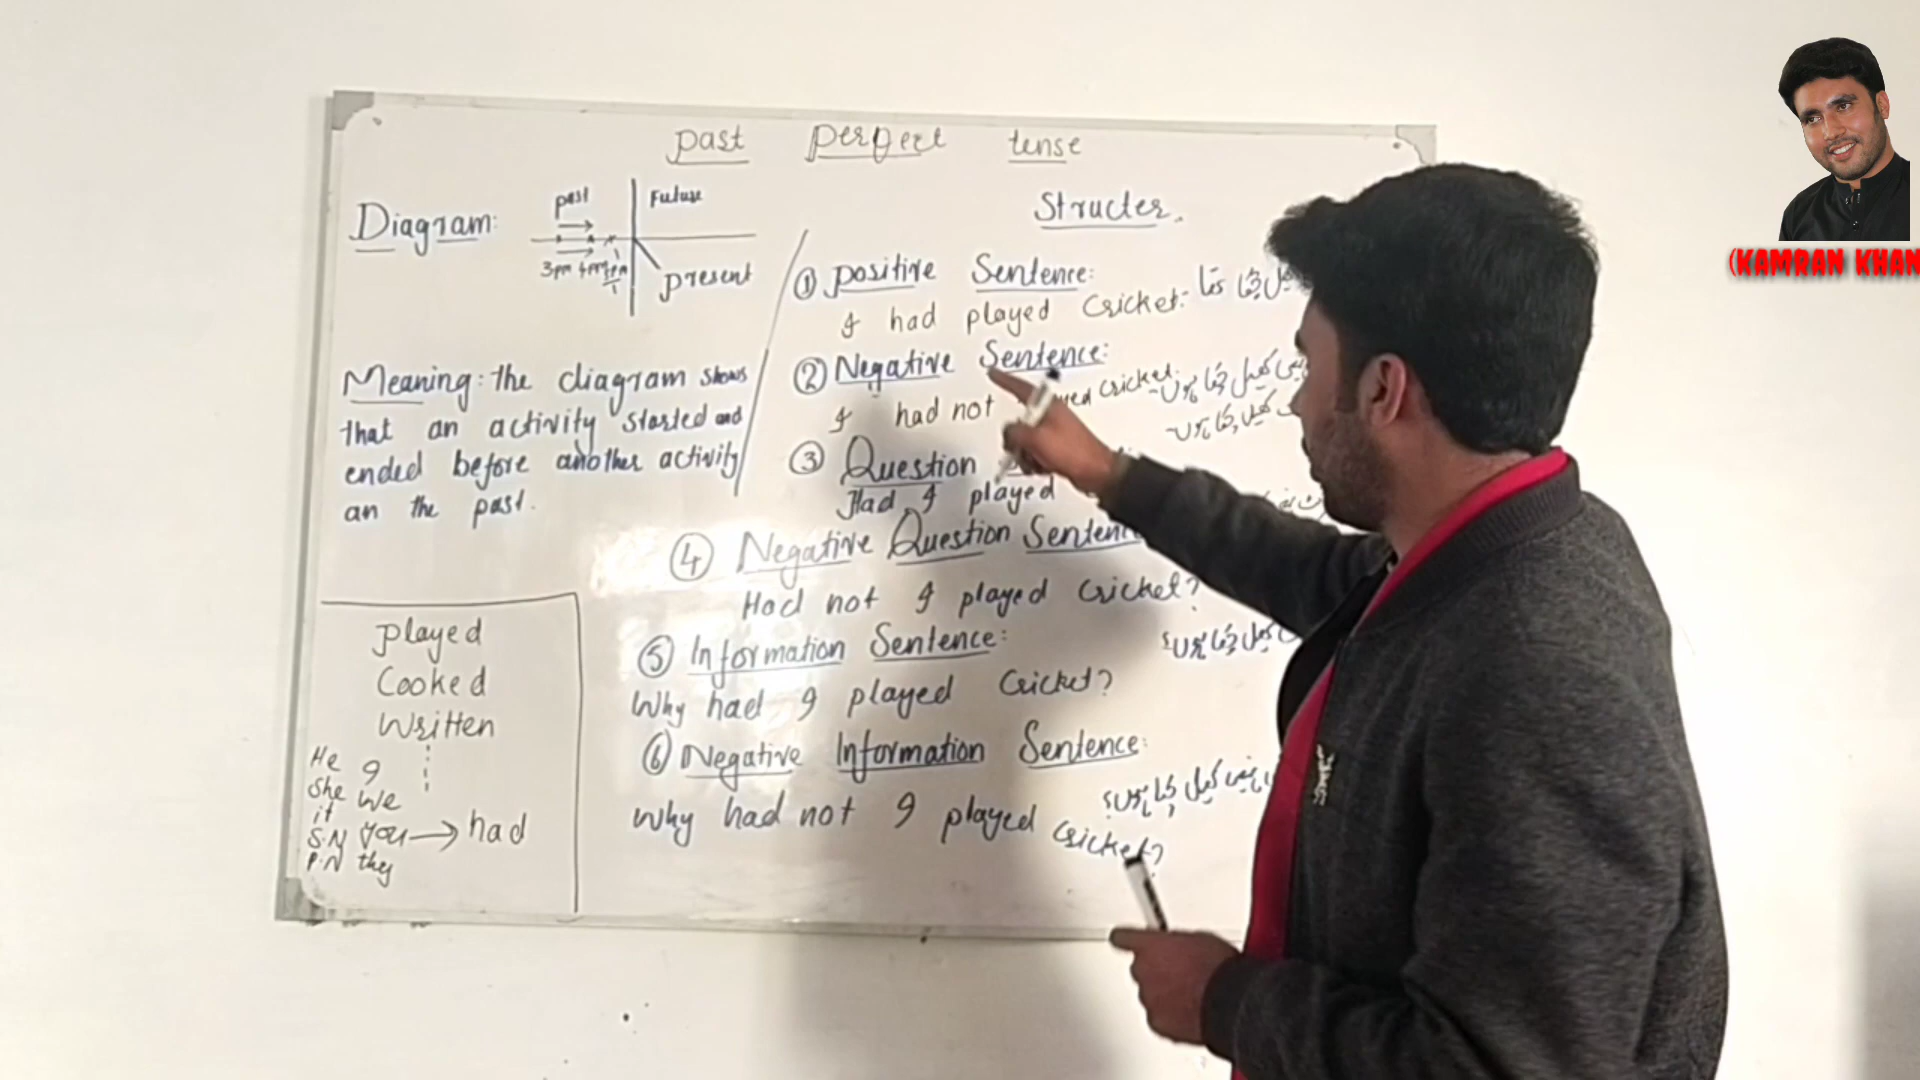 past perfect tense
Diagram:
past
Future
3pm 4pm
present
Meaning: the diagram shows
that an activity started and
ended before another activity
an the past.
played
Cooked
Written
He I
She we
it
S.N you → had
P.N they
Structer.
① positive Sentence:
I had played Cricket:
② Negative Sentence:
I had not cricket.
③ Question
Had I played
④ Negative Question
Had not I played cricket?
⑤ Information Sentence:
Why had I played Cricket?
⑥ Negative Information Sentence:
Why had not I played cricket?
(KAMRAN KHAN